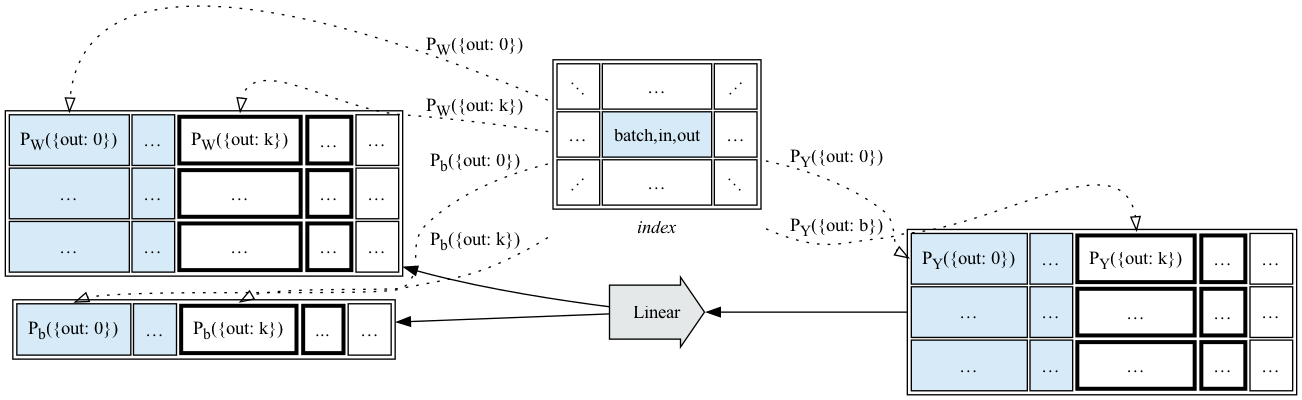 P_W({out: 0})
P_W({out: k})
P_b({out: 0})
P_b({out: k})
P_W({out: 0}) … P_W({out: k}) … …
… … … … …
… … … … …
P_b({out: 0}) … P_b({out: k}) … …
⋱ … ⋰
… batch,in,out …
⋰ … ⋱
index
P_Y({out: 0})
P_Y({out: b})
Linear
P_Y({out: 0}) … P_Y({out: k}) … …
… … … … …
… … … … …